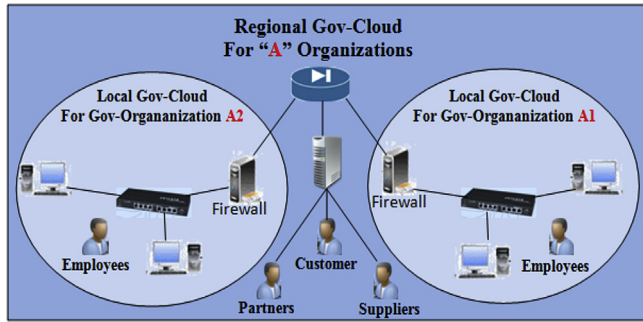 Regional Gov-Cloud
For “A” Organizations
Local Gov-Cloud
For Gov-Organanization A2
Local Gov-Cloud
For Gov-Organanization A1
Firewall
Firewall
Employees
Customer
Employees
Partners
Suppliers